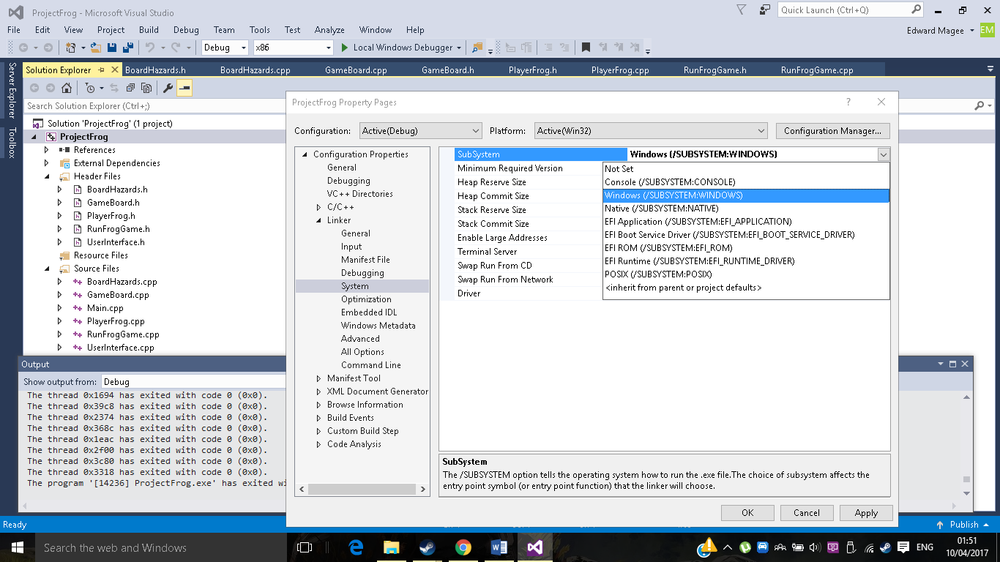 ProjectFrog - Microsoft Visual Studio
Quick Launch (Ctrl+Q)
File Edit View Project Build Debug Team Tools Test Analyze Window Help
Edward Magee EM
Debug x86 Local Windows Debugger
Server Explorer
Toolbox
Solution Explorer BoardHazards.h BoardHazards.cpp GameBoard.cpp GameBoard.h PlayerFrog.h PlayerFrog.cpp RunFrogGame.h RunFrogGame.cpp
Search Solution Explorer (Ctrl+;)
Solution 'ProjectFrog' (1 project)
ProjectFrog
References
External Dependencies
Header Files
BoardHazards.h
GameBoard.h
PlayerFrog.h
RunFrogGame.h
UserInterface.h
Resource Files
Source Files
BoardHazards.cpp
GameBoard.cpp
Main.cpp
PlayerFrog.cpp
RunFrogGame.cpp
UserInterface.cpp
ProjectFrog Property Pages
?
Configuration: Active(Debug) Platform: Active(Win32) Configuration Manager...
Configuration Properties
General
Debugging
VC++ Directories
C/C++
Linker
General
Input
Manifest File
Debugging
System
Optimization
Embedded IDL
Windows Metadata
Advanced
All Options
Command Line
Manifest Tool
XML Document Generator
Browse Information
Build Events
Custom Build Step
Code Analysis
SubSystem Windows (/SUBSYSTEM:WINDOWS)
Minimum Required Version
Heap Reserve Size
Heap Commit Size
Stack Reserve Size
Stack Commit Size
Enable Large Addresses
Terminal Server
Swap Run From CD
Swap Run From Network
Driver
Not Set
Console (/SUBSYSTEM:CONSOLE)
Windows (/SUBSYSTEM:WINDOWS)
Native (/SUBSYSTEM:NATIVE)
EFI Application (/SUBSYSTEM:EFI_APPLICATION)
EFI Boot Service Driver (/SUBSYSTEM:EFI_BOOT_SERVICE_DRIVER)
EFI ROM (/SUBSYSTEM:EFI_ROM)
EFI Runtime (/SUBSYSTEM:EFI_RUNTIME_DRIVER)
POSIX (/SUBSYSTEM:POSIX)
<inherit from parent or project defaults>
SubSystem
The /SUBSYSTEM option tells the operating system how to run the .exe file.The choice of subsystem affects the
entry point symbol (or entry point function) that the linker will choose.
OK Cancel Apply
Output
Show output from: Debug
The thread 0x1694 has exited with code 0 (0x0).
The thread 0x39c8 has exited with code 0 (0x0).
The thread 0x2374 has exited with code 0 (0x0).
The thread 0x368c has exited with code 0 (0x0).
The thread 0x1eac has exited with code 0 (0x0).
The thread 0x2f00 has exited with code 0 (0x0).
The thread 0x3c80 has exited with code 0 (0x0).
The thread 0x3318 has exited with code 0 (0x0).
The program '[14236] ProjectFrog.exe' has exited wi
Ready
Publish
Search the web and Windows
ENG
01:51
10/04/2017